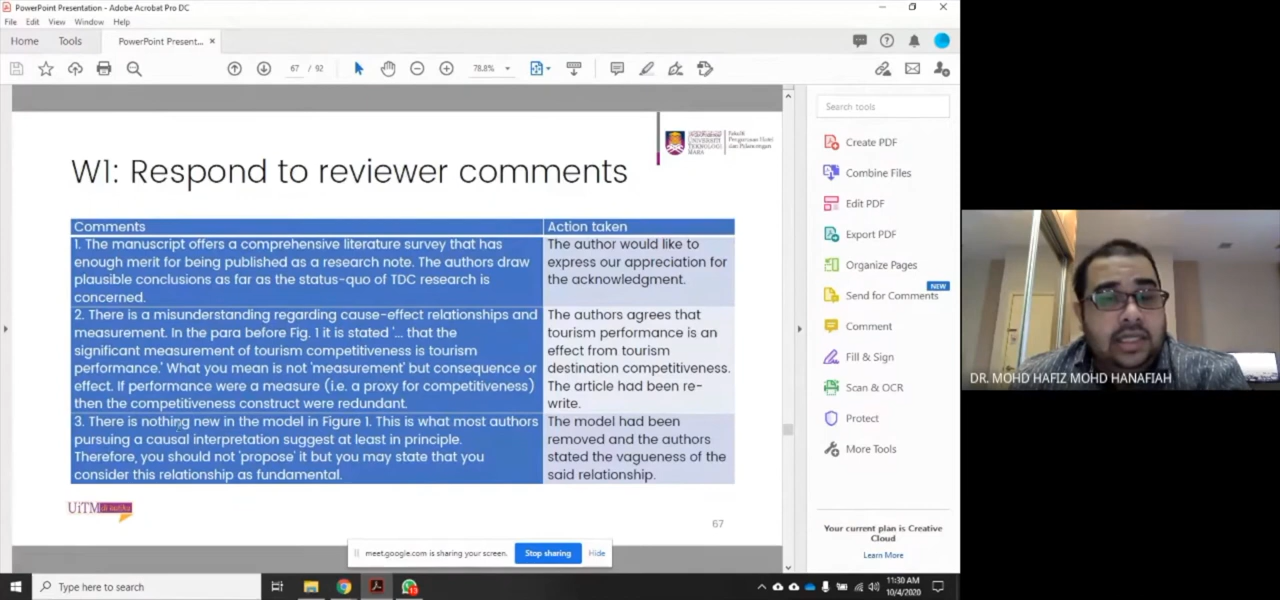 PowerPoint Presentation - Adobe Acrobat Pro DC
File Edit View Window Help
Home Tools PowerPoint Present... ×
67 / 92 78.8%
W1: Respond to reviewer comments
UNIVERSITI
TEKNOLOGI
MARA
Fakulti
Pengurusan Hotel
dan Pelancongan
Comments
Action taken
1. The manuscript offers a comprehensive literature survey that has
enough merit for being published as a research note. The authors draw
plausible conclusions as far as the status-quo of TDC research is
concerned.
The author would like to
express our appreciation for
the acknowledgment.
2. There is a misunderstanding regarding cause-effect relationships and
measurement. In the para before Fig. 1 it is stated '... that the
significant measurement of tourism competitiveness is tourism
performance.' What you mean is not 'measurement' but consequence or
effect. If performance were a measure (i.e. a proxy for competitiveness)
then the competitiveness construct were redundant.
The authors agrees that
tourism performance is an
effect from tourism
destination competitiveness.
The article had been re-
write.
3. There is nothing new in the model in Figure 1. This is what most authors
pursuing a causal interpretation suggest at least in principle.
Therefore, you should not 'propose' it but you may state that you
consider this relationship as fundamental.
The model had been
removed and the authors
stated the vagueness of the
said relationship.
UiTM di hatiku
67
Search tools
Create PDF
Combine Files
Edit PDF
Export PDF
Organize Pages
NEW
Send for Comments
Comment
Fill & Sign
Scan & OCR
Protect
More Tools
Your current plan is Creative
Cloud
Learn More
DR. MOHD HAFIZ MOHD HANAFIAH
meet.google.com is sharing your screen. Stop sharing Hide
Type here to search
11:30 AM
10/4/2020